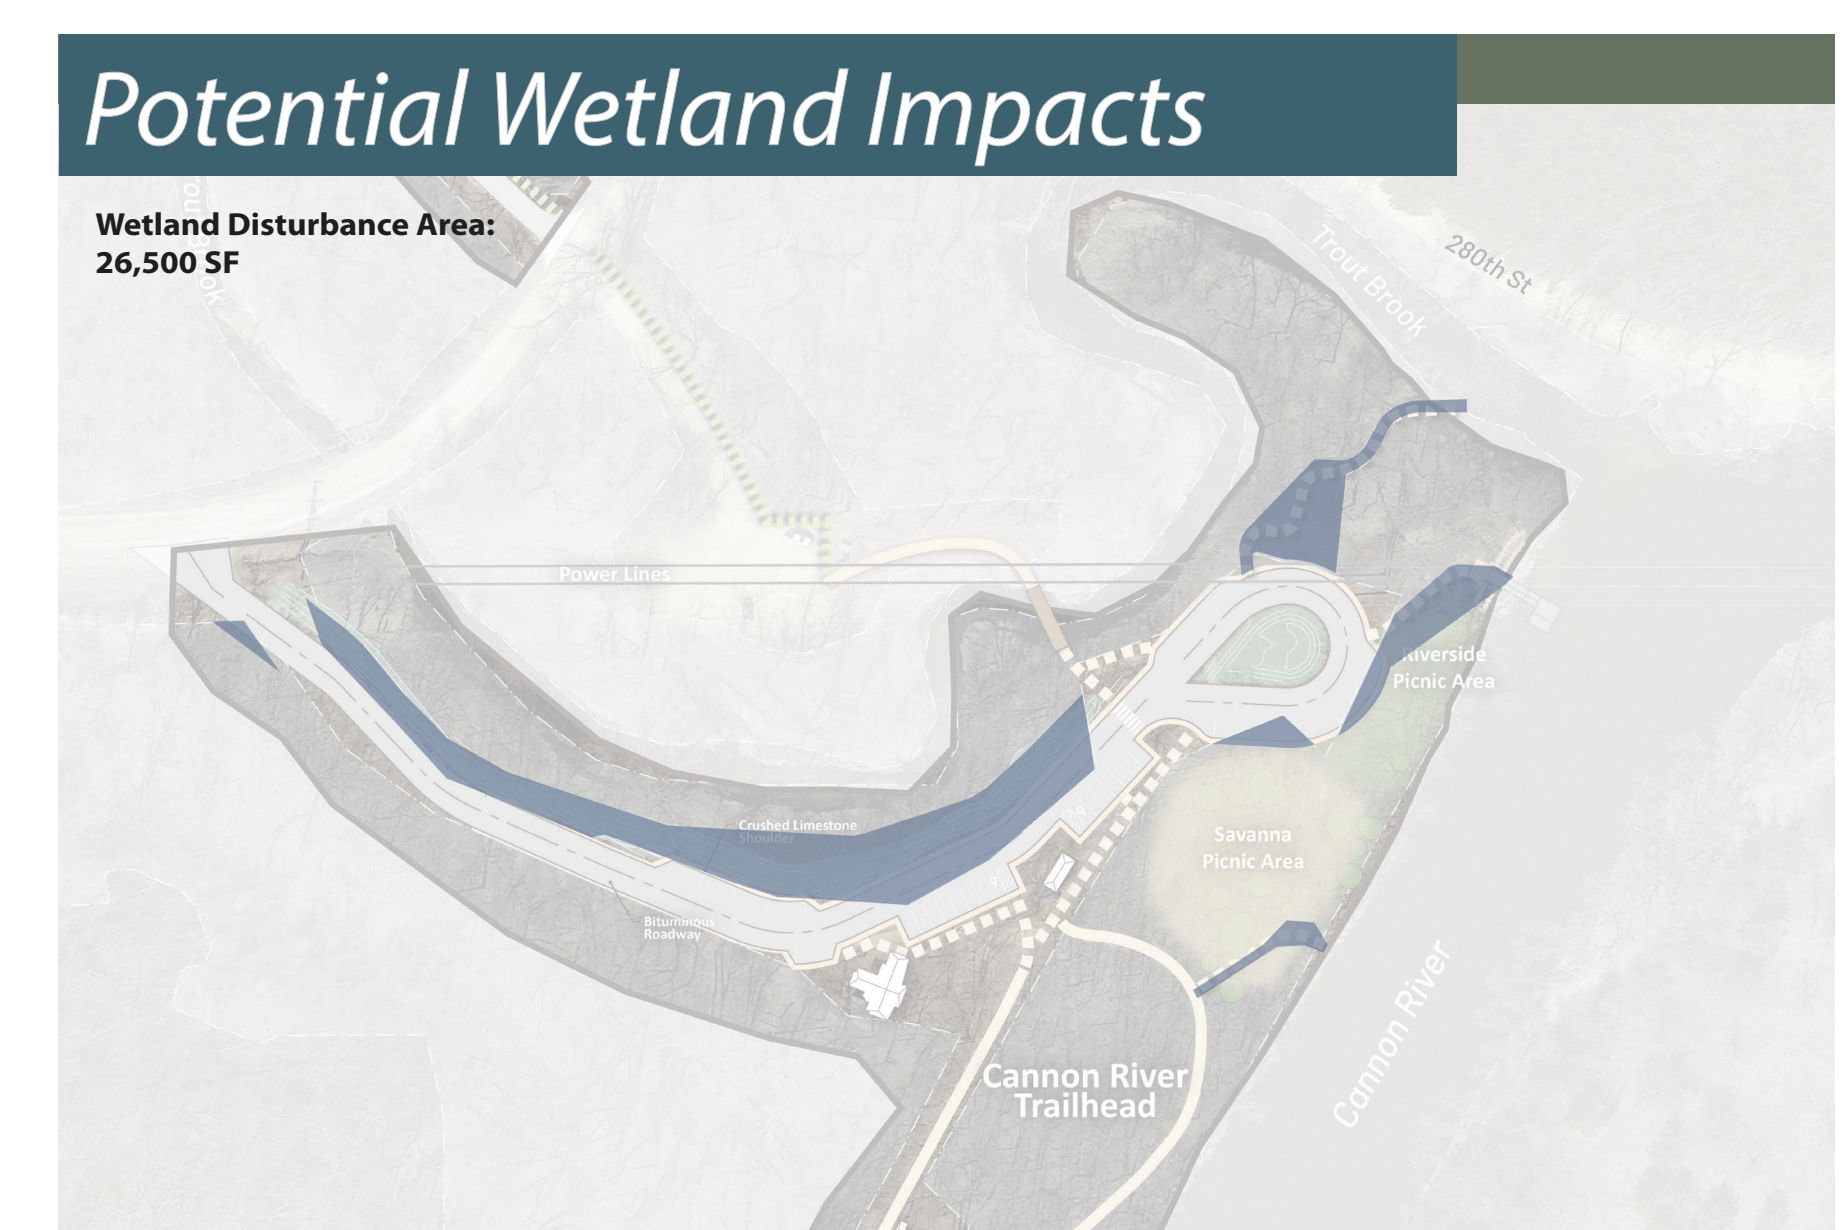 Potential Wetland Impacts
Wetland Disturbance Area:
26,500 SF
Brook
Trout Brook
280th St
Power Lines
Riverside
Picnic Area
Crushed Limestone
Shoulder
Savanna
Picnic Area
Bituminous
Roadway
Cannon River
Trailhead
Cannon River